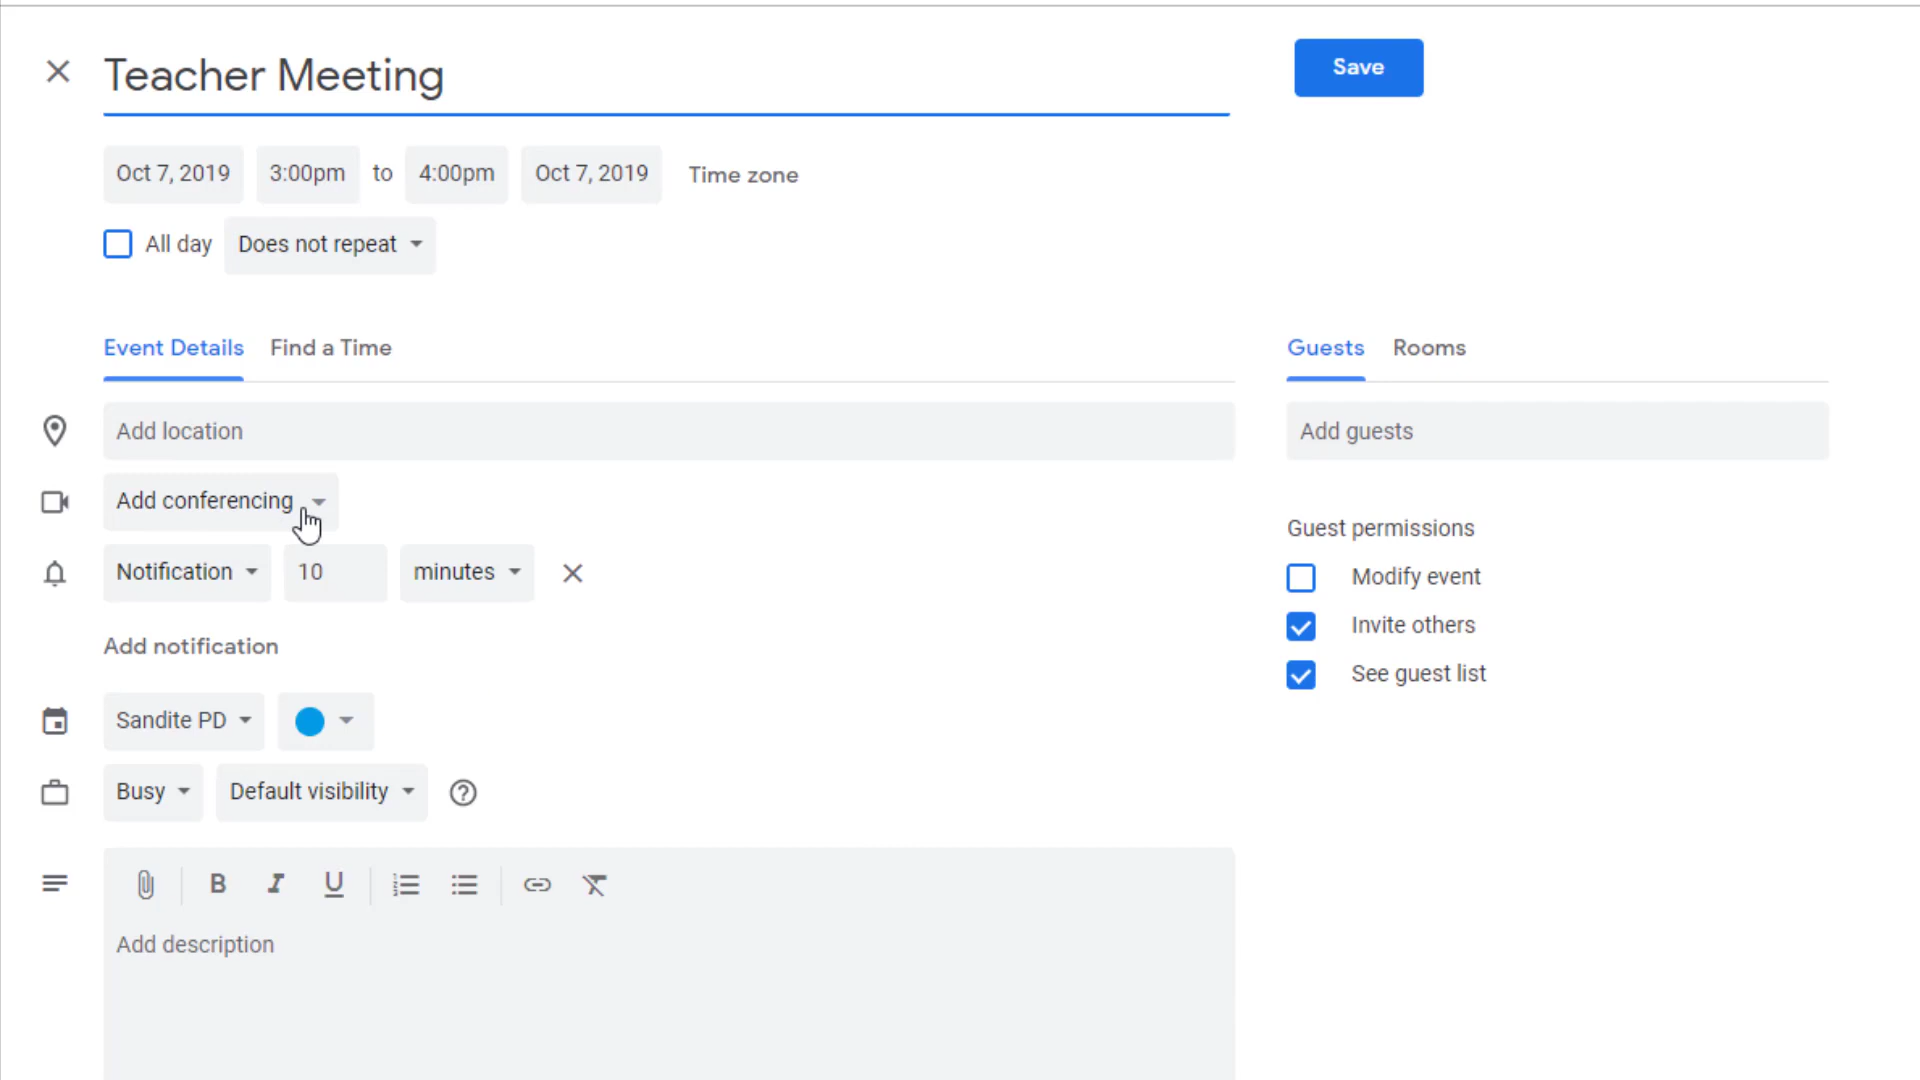 Teacher Meeting
Save
Oct 7, 2019 3:00pm to 4:00pm Oct 7, 2019 Time zone
All day Does not repeat
Event Details Find a Time
Guests Rooms
Add location
Add guests
Add conferencing
Notification 10 minutes
Add notification
Guest permissions
Modify event
Invite others
See guest list
Sandite PD
Busy Default visibility
B I U
Add description